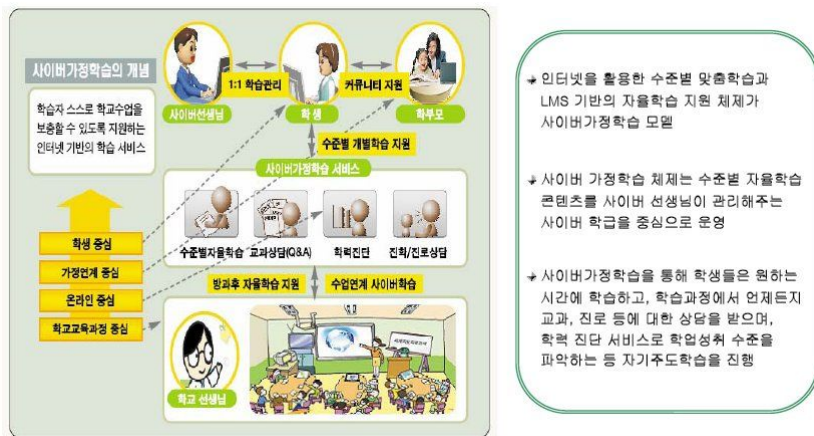 사이버가정학습의 개념
학습자 스스로 학교수업을
보충할 수 있도록 지원하는
인터넷 기반의 학습 서비스
1:1 학습관리
커뮤니티 지원
사이버선생님
학 생
학부모
수준별 개별학습 지원
사이버가정학습 서비스
수준별자율학습
교과상담(Q&A)
학력진단
진학/진로상담
학생 중심
가정연계 중심
온라인 중심
학교교육과정 중심
방과후 자율학습 지원
수업연계 사이버학습
학교 선생님
인터넷을 활용한 수준별 맞춤학습과
LMS 기반의 자율학습 지원 체제가
사이버가정학습 모델
사이버 가정학습 체제는 수준별 자율학습
콘텐츠를 사이버 선생님이 관리해주는
사이버 학급을 중심으로 운영
사이버가정학습을 통해 학생들은 원하는
시간에 학습하고, 학습과정에서 언제든지
교과, 진로 등에 대한 상담을 받으며,
학력 진단 서비스로 학업성취 수준을
파악하는 등 자기주도학습을 진행